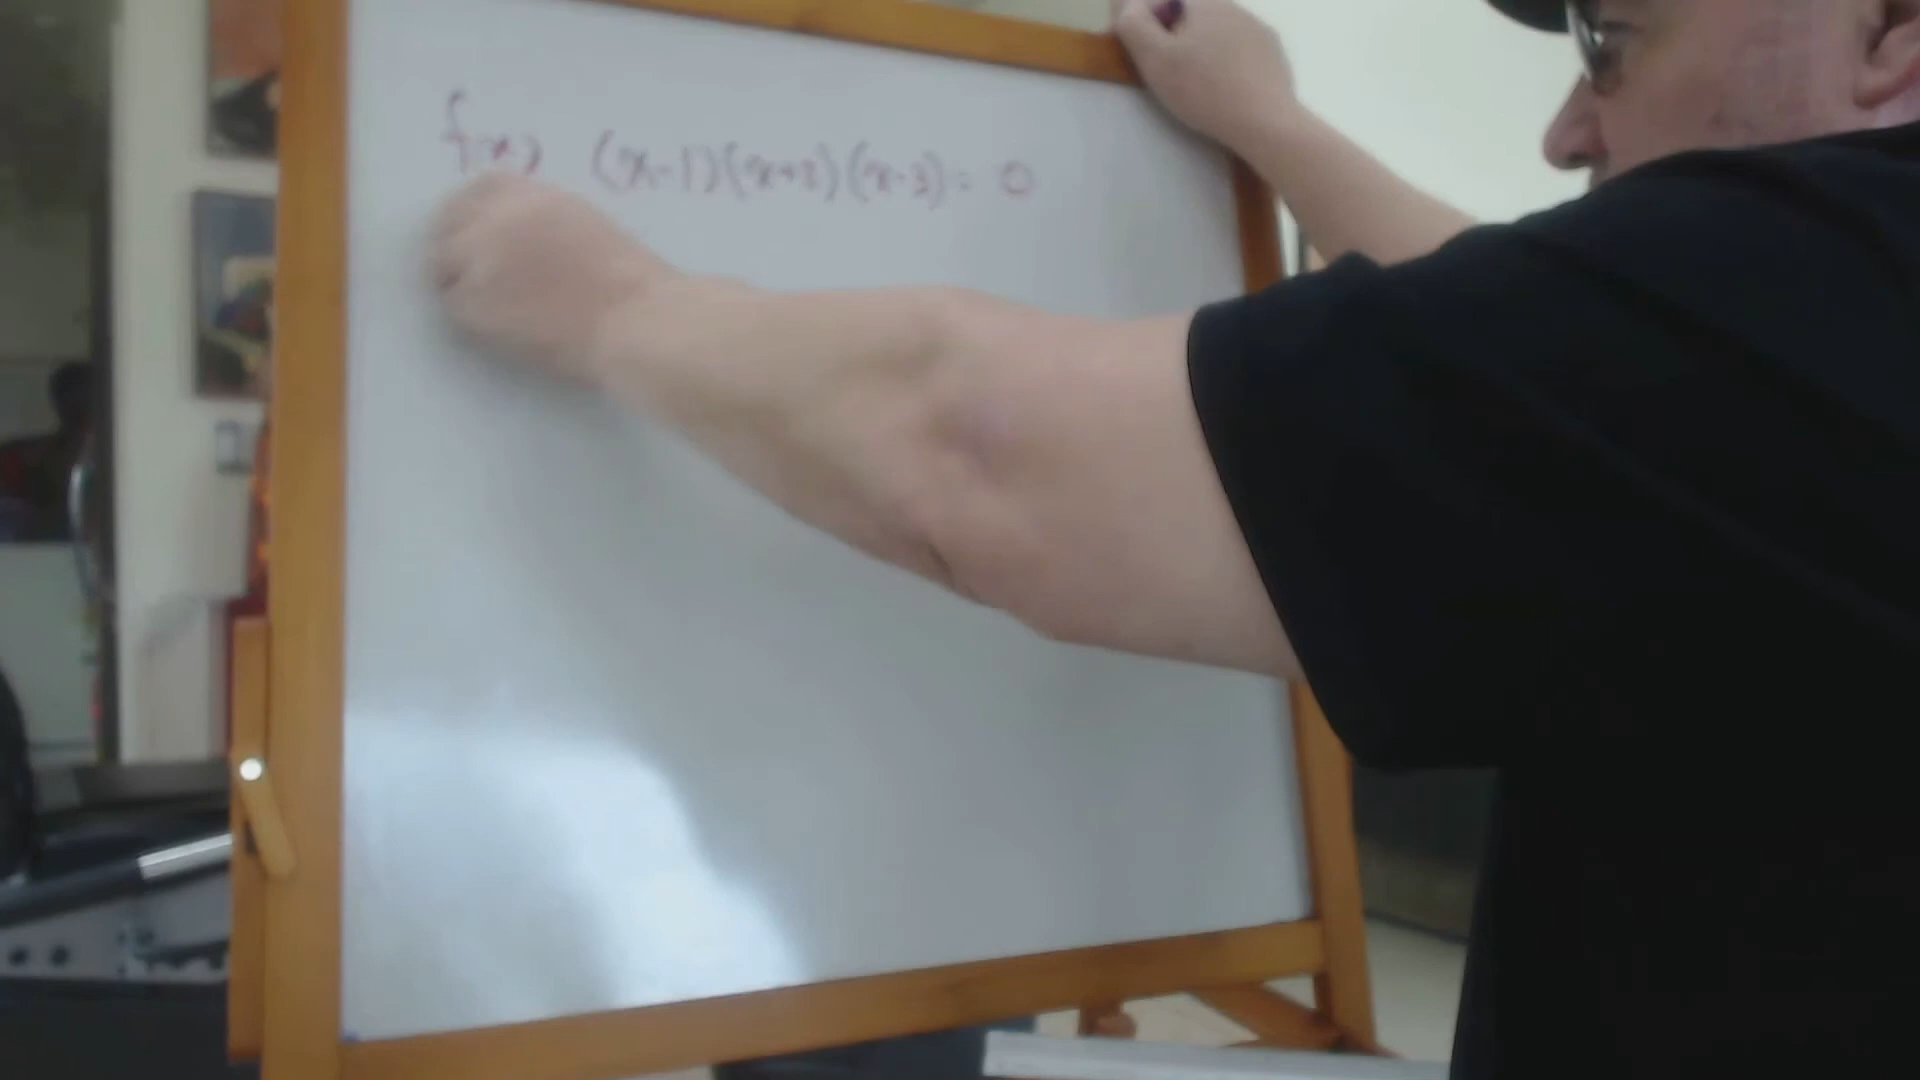 f(x) (x-1)(x+2)(x-3) = 0